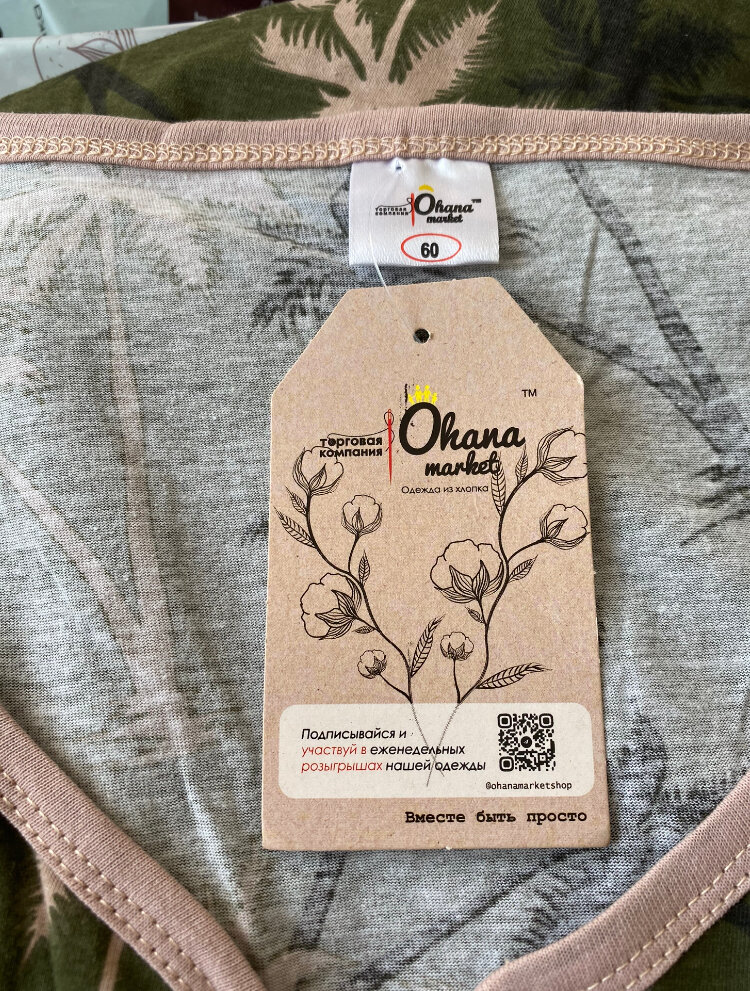 торговая
компания
Ohana™
market
60
торговая
компания
Ohana
TM
market
Одежда из хлопка
Подписывайся и
участвуй в еженедельных
розыгрышах нашей одежды
@ohanamarketshop
Вместе быть просто